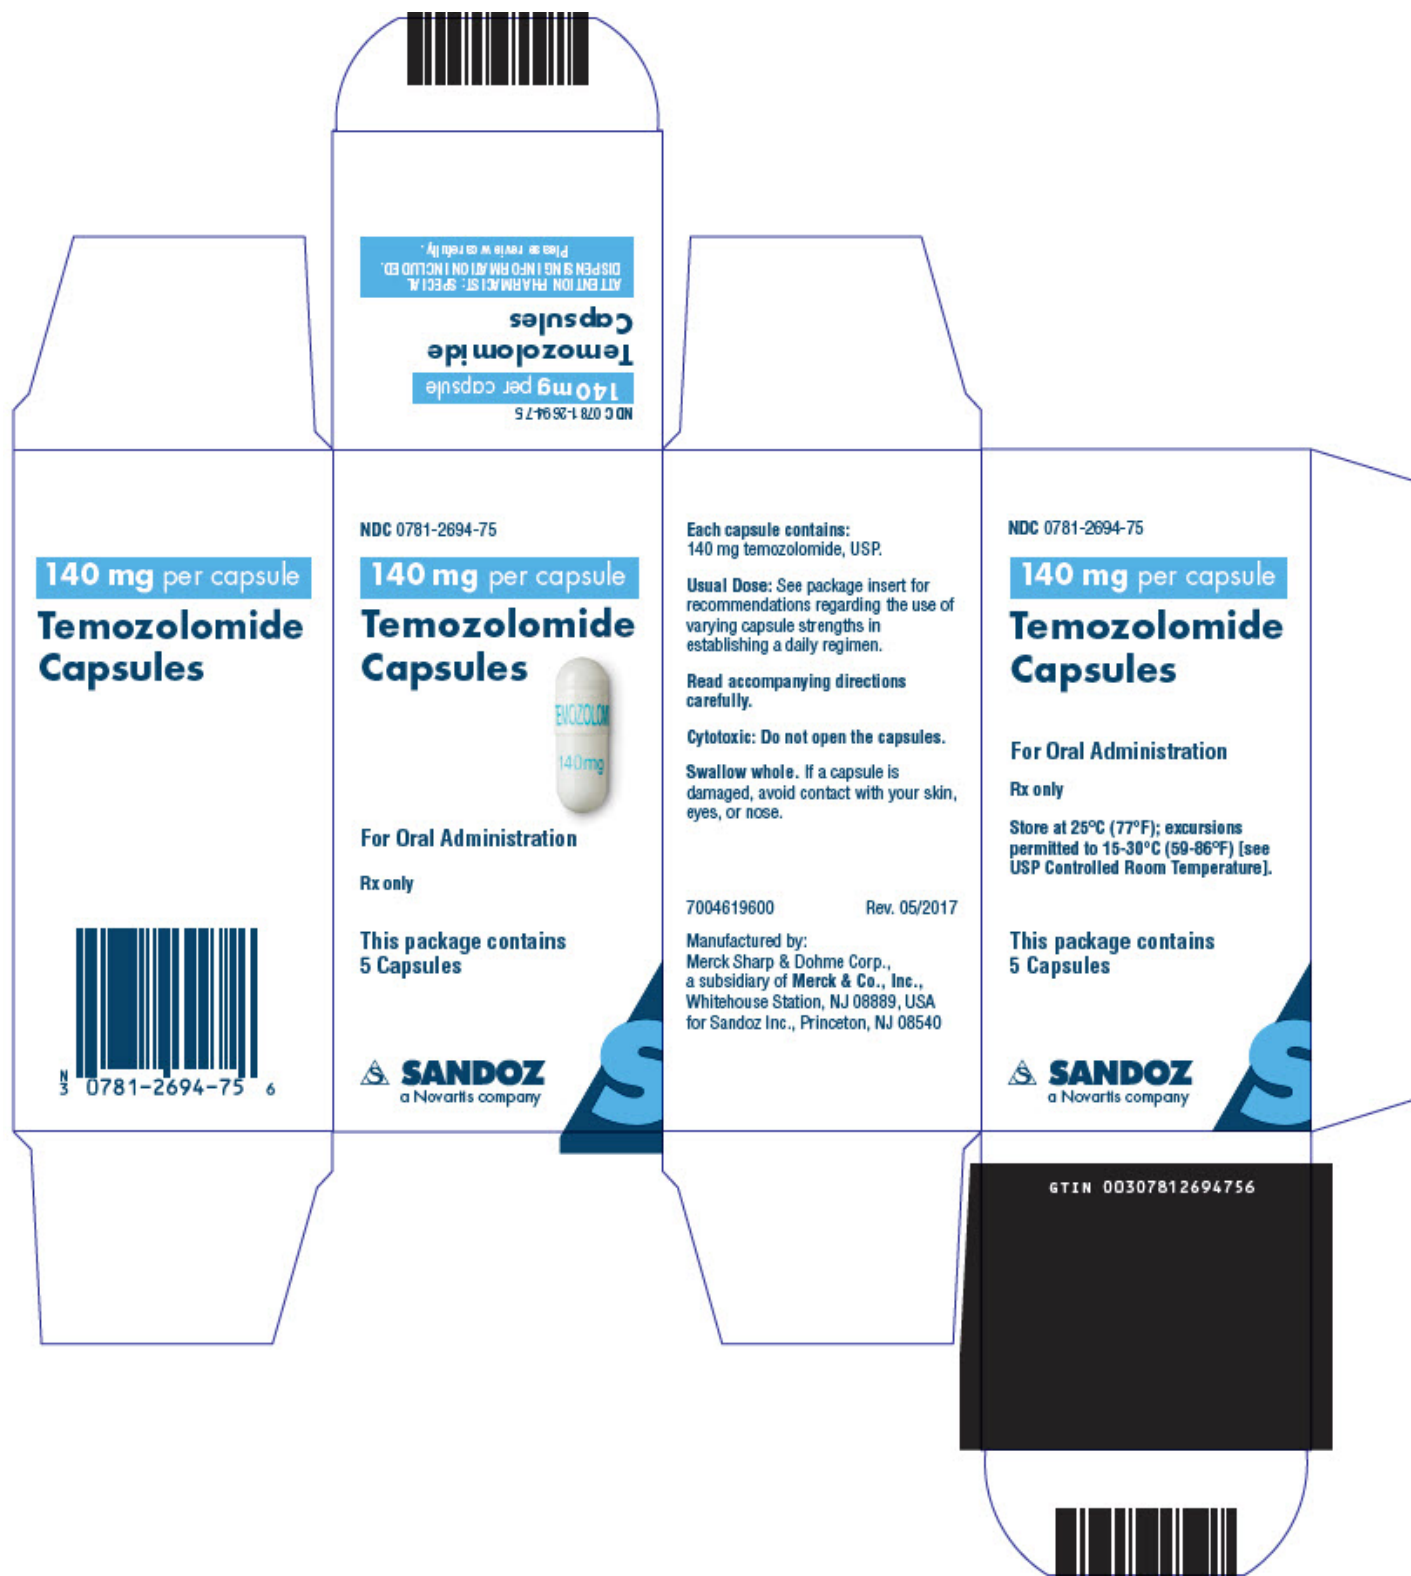 ATTENTION PHARMACIST: SPECIAL
DISPENSING INFORMATION INCLUDED.
Please review carefully.
Temozolomide
Capsules
140 mg per capsule
NDC 0781-2694-75
140 mg per capsule
Temozolomide
Capsules
N
3 0781-2694-75 6
NDC 0781-2694-75
140 mg per capsule
Temozolomide
Capsules
140mg
For Oral Administration
Rx only
This package contains
5 Capsules
S SANDOZ
a Novartis company
S
Each capsule contains:
140 mg temozolomide, USP.
Usual Dose: See package insert for
recommendations regarding the use of
varying capsule strengths in
establishing a daily regimen.
Read accompanying directions
carefully.
Cytotoxic: Do not open the capsules.
Swallow whole. If a capsule is
damaged, avoid contact with your skin,
eyes, or nose.
7004619600 Rev. 05/2017
Manufactured by:
Merck Sharp & Dohme Corp.,
a subsidiary of Merck & Co., Inc.,
Whitehouse Station, NJ 08889, USA
for Sandoz Inc., Princeton, NJ 08540
NDC 0781-2694-75
140 mg per capsule
Temozolomide
Capsules
For Oral Administration
Rx only
Store at 25°C (77°F); excursions
permitted to 15-30°C (59-86°F) [see
USP Controlled Room Temperature].
This package contains
5 Capsules
S SANDOZ
a Novartis company
S
GTIN 00307812694756